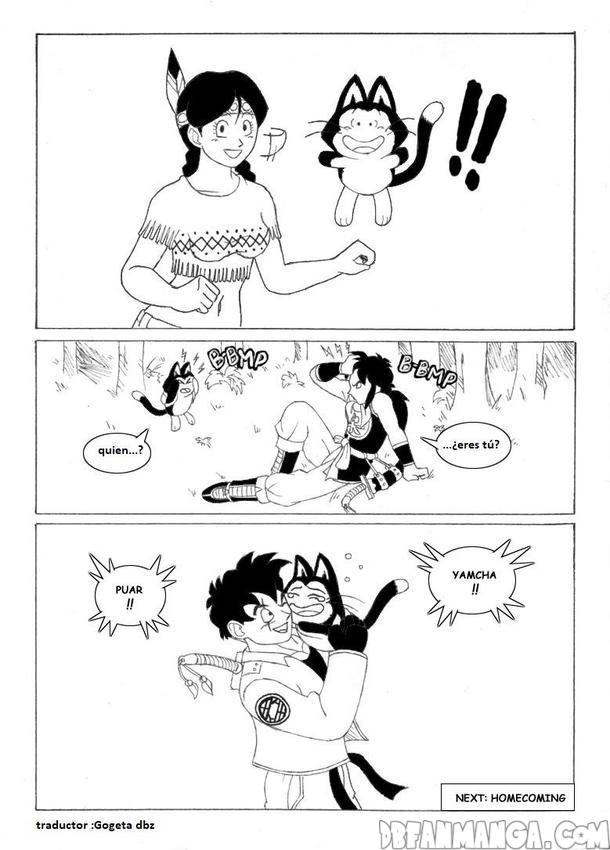 !!
B-BMP
B-BMP
quien...?
...¿eres tú?
PUAR
!!
YAMCHA
!!
NEXT: HOMECOMING
traductor :Gogeta dbz
DBFANMANGA.COM